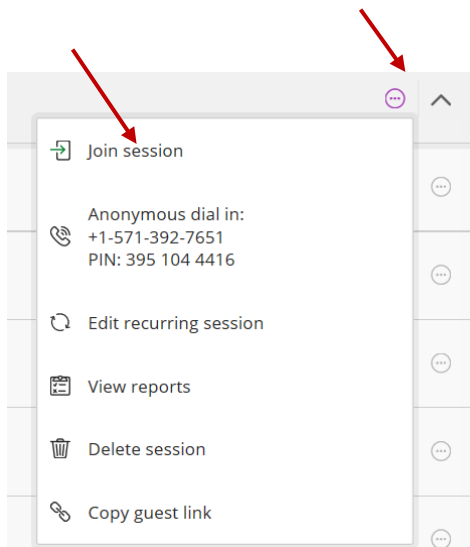 Join session
Anonymous dial in:
+1-571-392-7651
PIN: 395 104 4416
Edit recurring session
View reports
Delete session
Copy guest link